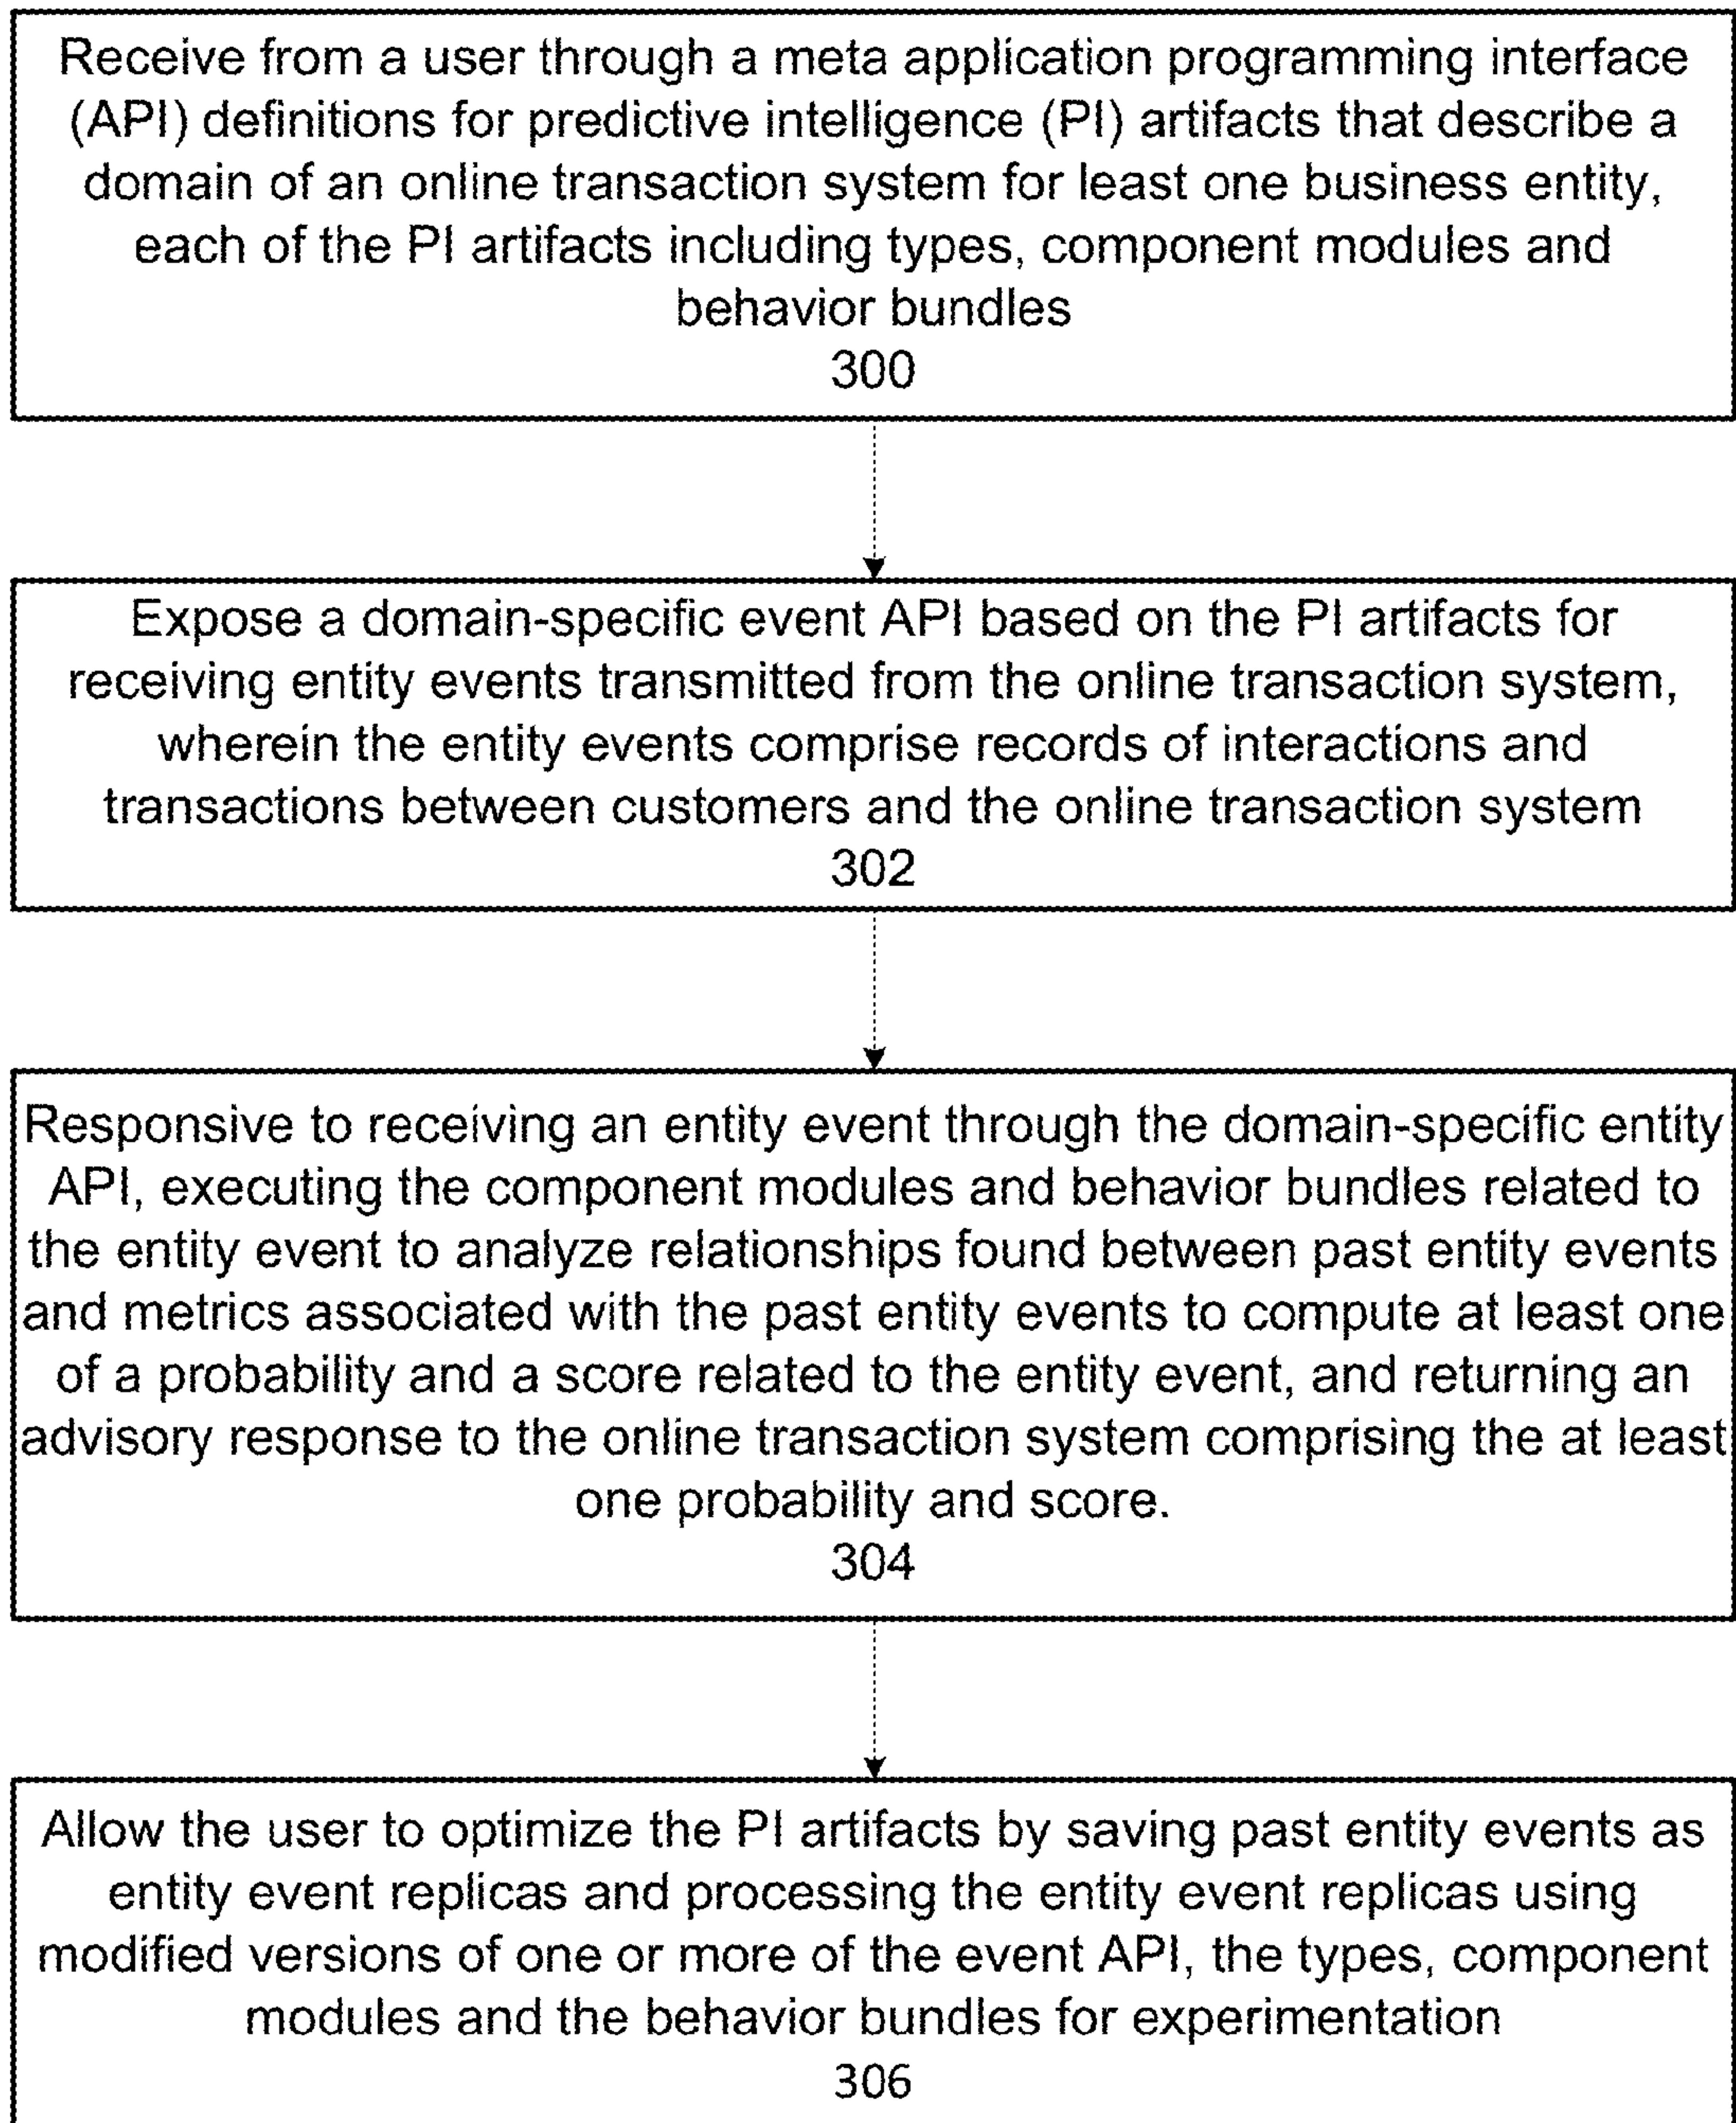 Receive from a user through a meta application programming interface
(API) definitions for predictive intelligence (PI) artifacts that describe a
domain of an online transaction system for least one business entity,
each of the PI artifacts including types, component modules and
behavior bundles
300
Expose a domain-specific event API based on the PI artifacts for
receiving entity events transmitted from the online transaction system,
wherein the entity events comprise records of interactions and
transactions between customers and the online transaction system
302
Responsive to receiving an entity event through the domain-specific entity
API, executing the component modules and behavior bundles related to
the entity event to analyze relationships found between past entity events
and metrics associated with the past entity events to compute at least one
of a probability and a score related to the entity event, and returning an
advisory response to the online transaction system comprising the at least
one probability and score.
304
Allow the user to optimize the PI artifacts by saving past entity events as
entity event replicas and processing the entity event replicas using
modified versions of one or more of the event API, the types, component
modules and the behavior bundles for experimentation
306